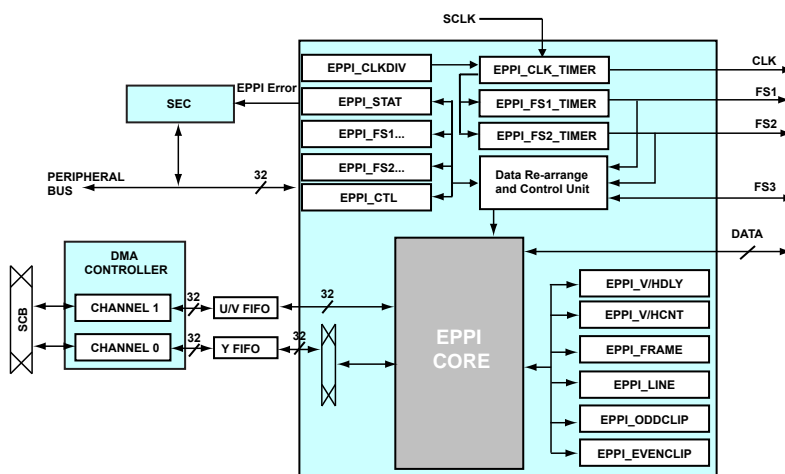 SCLK
EPPI_CLKDIV
EPPI_CLK_TIMER
CLK
EPPI Error
SEC
EPPI_STAT
EPPI_FS1_TIMER
FS1
EPPI_FS1...
EPPI_FS2_TIMER
FS2
EPPI_FS2...
Data Re-arrange
and Control Unit
PERIPHERAL
BUS
32
EPPI_CTL
FS3
DATA
DMA
CONTROLLER
SCB
CHANNEL 1
32
U/V FIFO
32
CHANNEL 0
32
Y FIFO
32
EPPI
CORE
EPPI_V/HDLY
EPPI_V/HCNT
EPPI_FRAME
EPPI_LINE
EPPI_ODDCLIP
EPPI_EVENCLIP